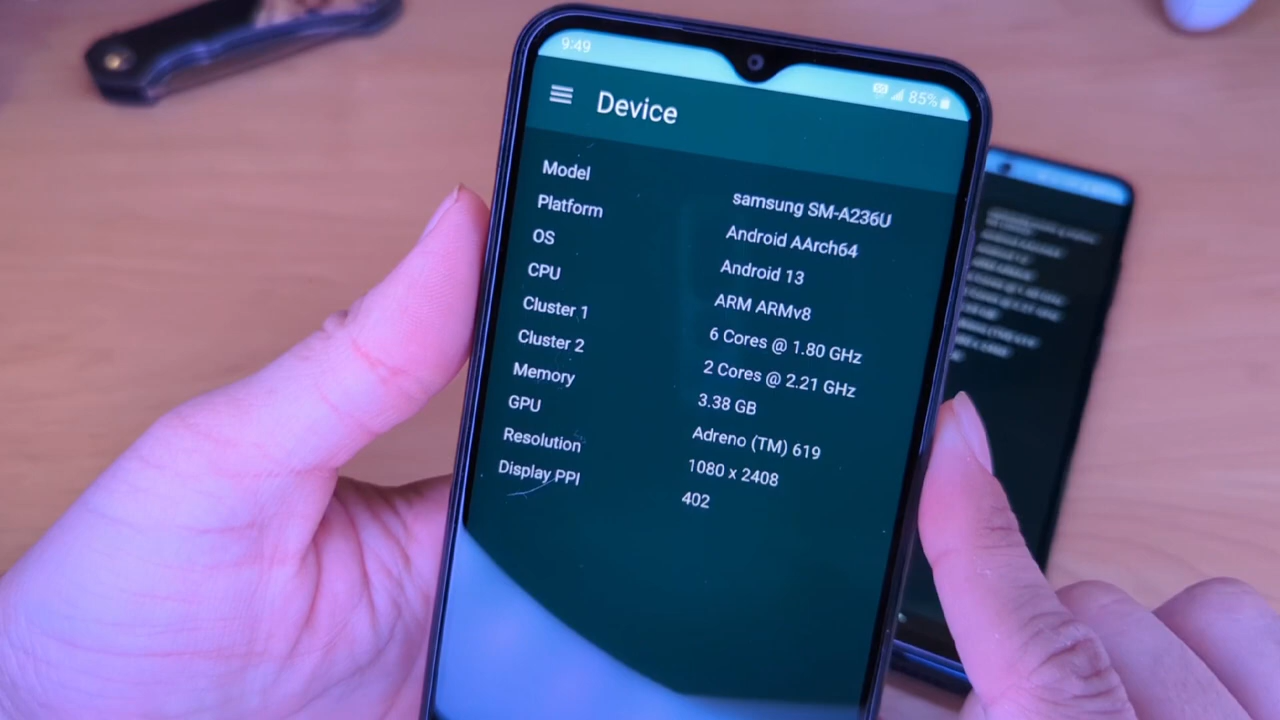 9:49
85%
Device
Model samsung SM-A236U
Platform Android AArch64
OS Android 13
CPU ARM ARMv8
Cluster 1 6 Cores @ 1.80 GHz
Cluster 2 2 Cores @ 2.21 GHz
Memory 3.38 GB
GPU Adreno (TM) 619
Resolution 1080 x 2408
Display PPI 402